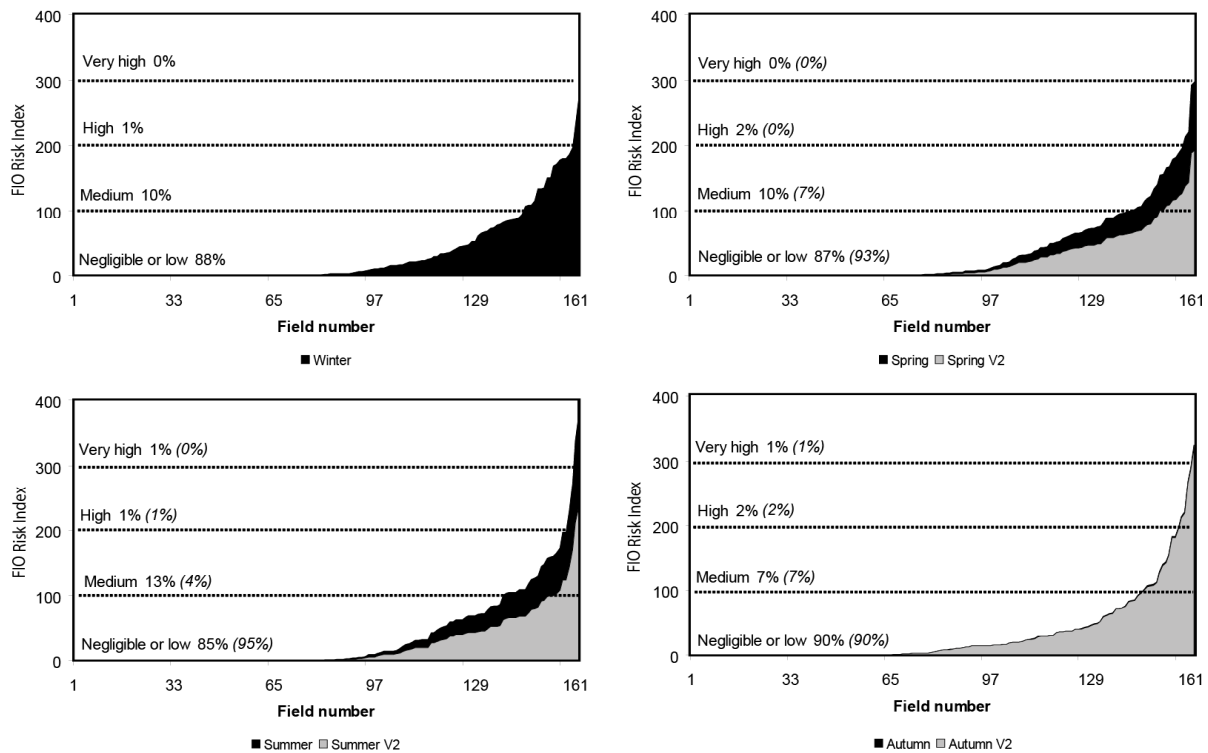 400
300
200
100
0
FIO Risk Index
Very high 0%
High 1%
Medium 10%
Negligible or low 88%
1 33 65 97 129 161
Field number
Winter
400
300
200
100
0
FIO Risk Index
Very high 0% (0%)
High 2% (0%)
Medium 10% (7%)
Negligible or low 87% (93%)
1 33 65 97 129 161
Field number
Spring Spring V2
400
300
200
100
0
FIO Risk Index
Very high 1% (0%)
High 1% (1%)
Medium 13% (4%)
Negligible or low 85% (95%)
1 33 65 97 129 161
Field number
Summer Summer V2
400
300
200
100
0
FIO Risk Index
Very high 1% (1%)
High 2% (2%)
Medium 7% (7%)
Negligible or low 90% (90%)
1 33 65 97 129 161
Field number
Autumn Autumn V2